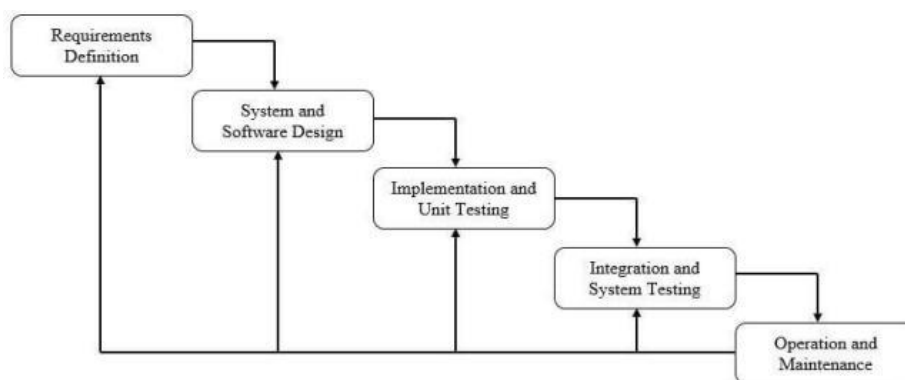 Requirements
Definition
System and
Software Design
Implementation and
Unit Testing
Integration and
System Testing
Operation and
Maintenance